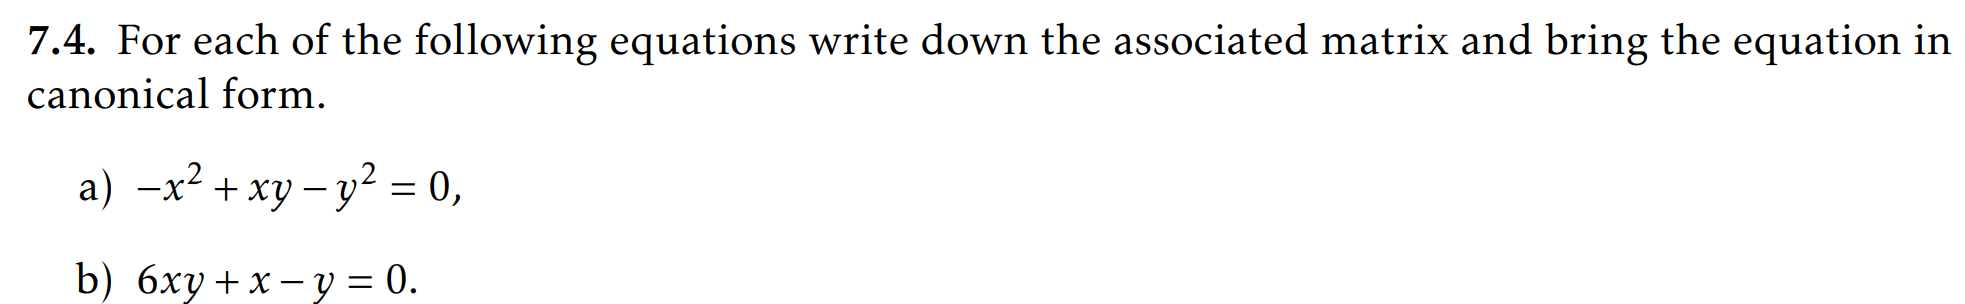 7.4. For each of the following equations write down the associated matrix and bring the equation in
canonical form.
a) −x² + xy − y² = 0,
b) 6xy + x − y = 0.